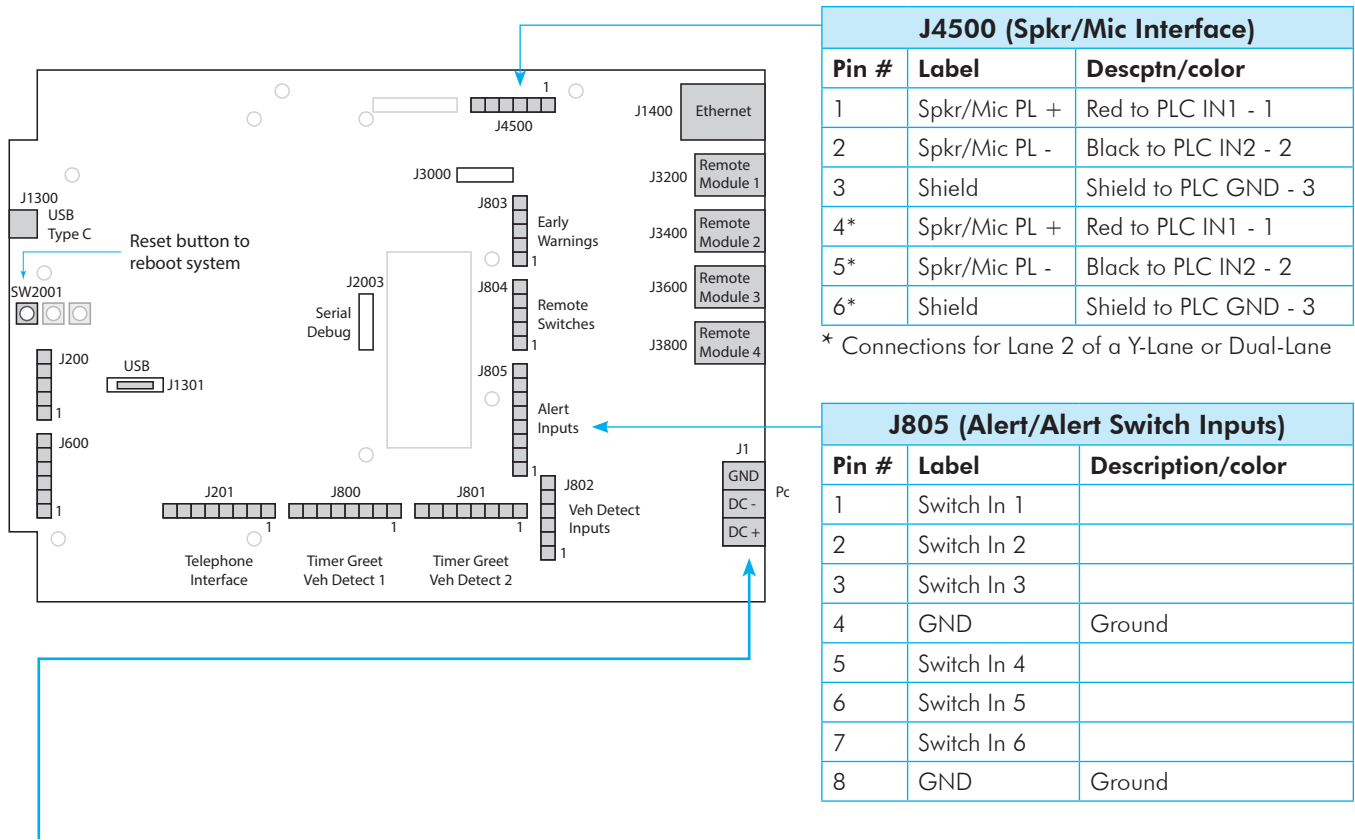 1
J4500
J1400
Ethernet
J3200
Remote
Module 1
J3400
Remote
Module 2
J3600
Remote
Module 3
J3800
Remote
Module 4
J3000
J1300
USB
Type C
Reset button to
reboot system
SW2001
J803
Early
Warnings
1
J804
Remote
Switches
1
J2003
Serial
Debug
J805
Alert
Inputs
1
J200
1
USB
J1301
J600
1
J201
1
Telephone
Interface
J800
1
Timer Greet
Veh Detect 1
J801
1
Timer Greet
Veh Detect 2
J802
Veh Detect
Inputs
1
J1
GND
DC -
DC +
Pc
J4500 (Spkr/Mic Interface)
Pin # Label Descptn/color
1 Spkr/Mic PL + Red to PLC IN1 - 1
2 Spkr/Mic PL - Black to PLC IN2 - 2
3 Shield Shield to PLC GND - 3
4* Spkr/Mic PL + Red to PLC IN1 - 1
5* Spkr/Mic PL - Black to PLC IN2 - 2
6* Shield Shield to PLC GND - 3
* Connections for Lane 2 of a Y-Lane or Dual-Lane
J805 (Alert/Alert Switch Inputs)
Pin # Label Description/color
1 Switch In 1
2 Switch In 2
3 Switch In 3
4 GND Ground
5 Switch In 4
6 Switch In 5
7 Switch In 6
8 GND Ground